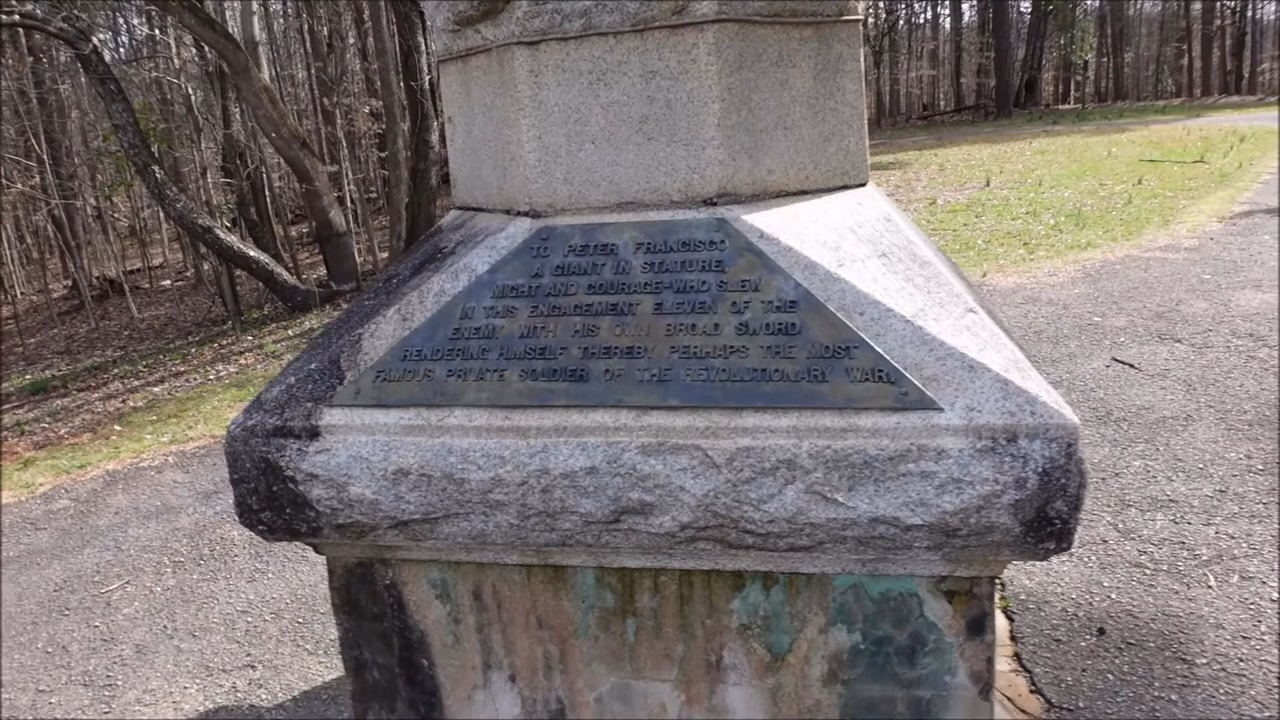 TO PETER FRANCISCO
A GIANT IN STATURE,
MIGHT AND COURAGE-WHO SLEW
IN THIS ENGAGEMENT ELEVEN OF THE
ENEMY WITH HIS OWN BROAD SWORD
RENDERING HIMSELF THEREBY PERHAPS THE MOST
FAMOUS PRIVATE SOLDIER OF THE REVOLUTIONARY WAR.